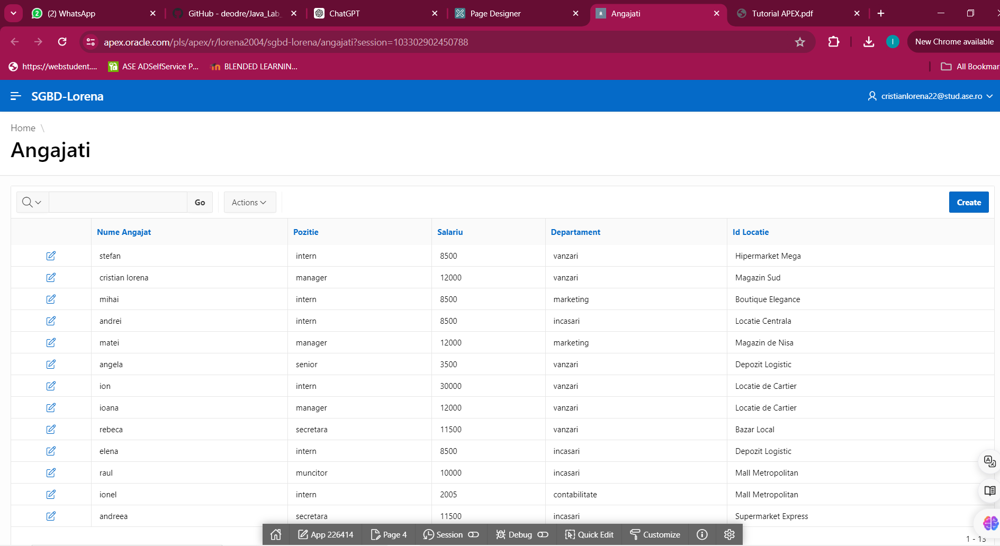 (2) WhatsApp
GitHub - deodre/Java_Lab_
ChatGPT
Page Designer
Angajati
Tutorial APEX.pdf
apex.oracle.com/pls/apex/r/lorena2004/sgbd-lorena/angajati?session=103302902450788
New Chrome available
https://webstudent....
ASE ADSelfService P...
BLENDED LEARNIN...
All Bookmar
SGBD-Lorena
cristianlorena22@stud.ase.ro
Home \
Angajati
Go
Actions
Create
Nume Angajat Pozitie Salariu Departament Id Locatie
stefan intern 8500 vanzari Hipermarket Mega
cristian lorena manager 12000 vanzari Magazin Sud
mihai intern 8500 marketing Boutique Elegance
andrei intern 8500 incasari Locatie Centrala
matei manager 12000 marketing Magazin de Nisa
angela senior 3500 vanzari Depozit Logistic
ion intern 30000 vanzari Locatie de Cartier
ioana manager 12000 vanzari Locatie de Cartier
rebeca secretara 11500 vanzari Bazar Local
elena intern 8500 incasari Depozit Logistic
raul muncitor 10000 incasari Mall Metropolitan
ionel intern 2005 contabilitate Mall Metropolitan
andreea secretara 11500 incasari Supermarket Express
App 226414 Page 4 Session Debug Quick Edit Customize
1 - 13